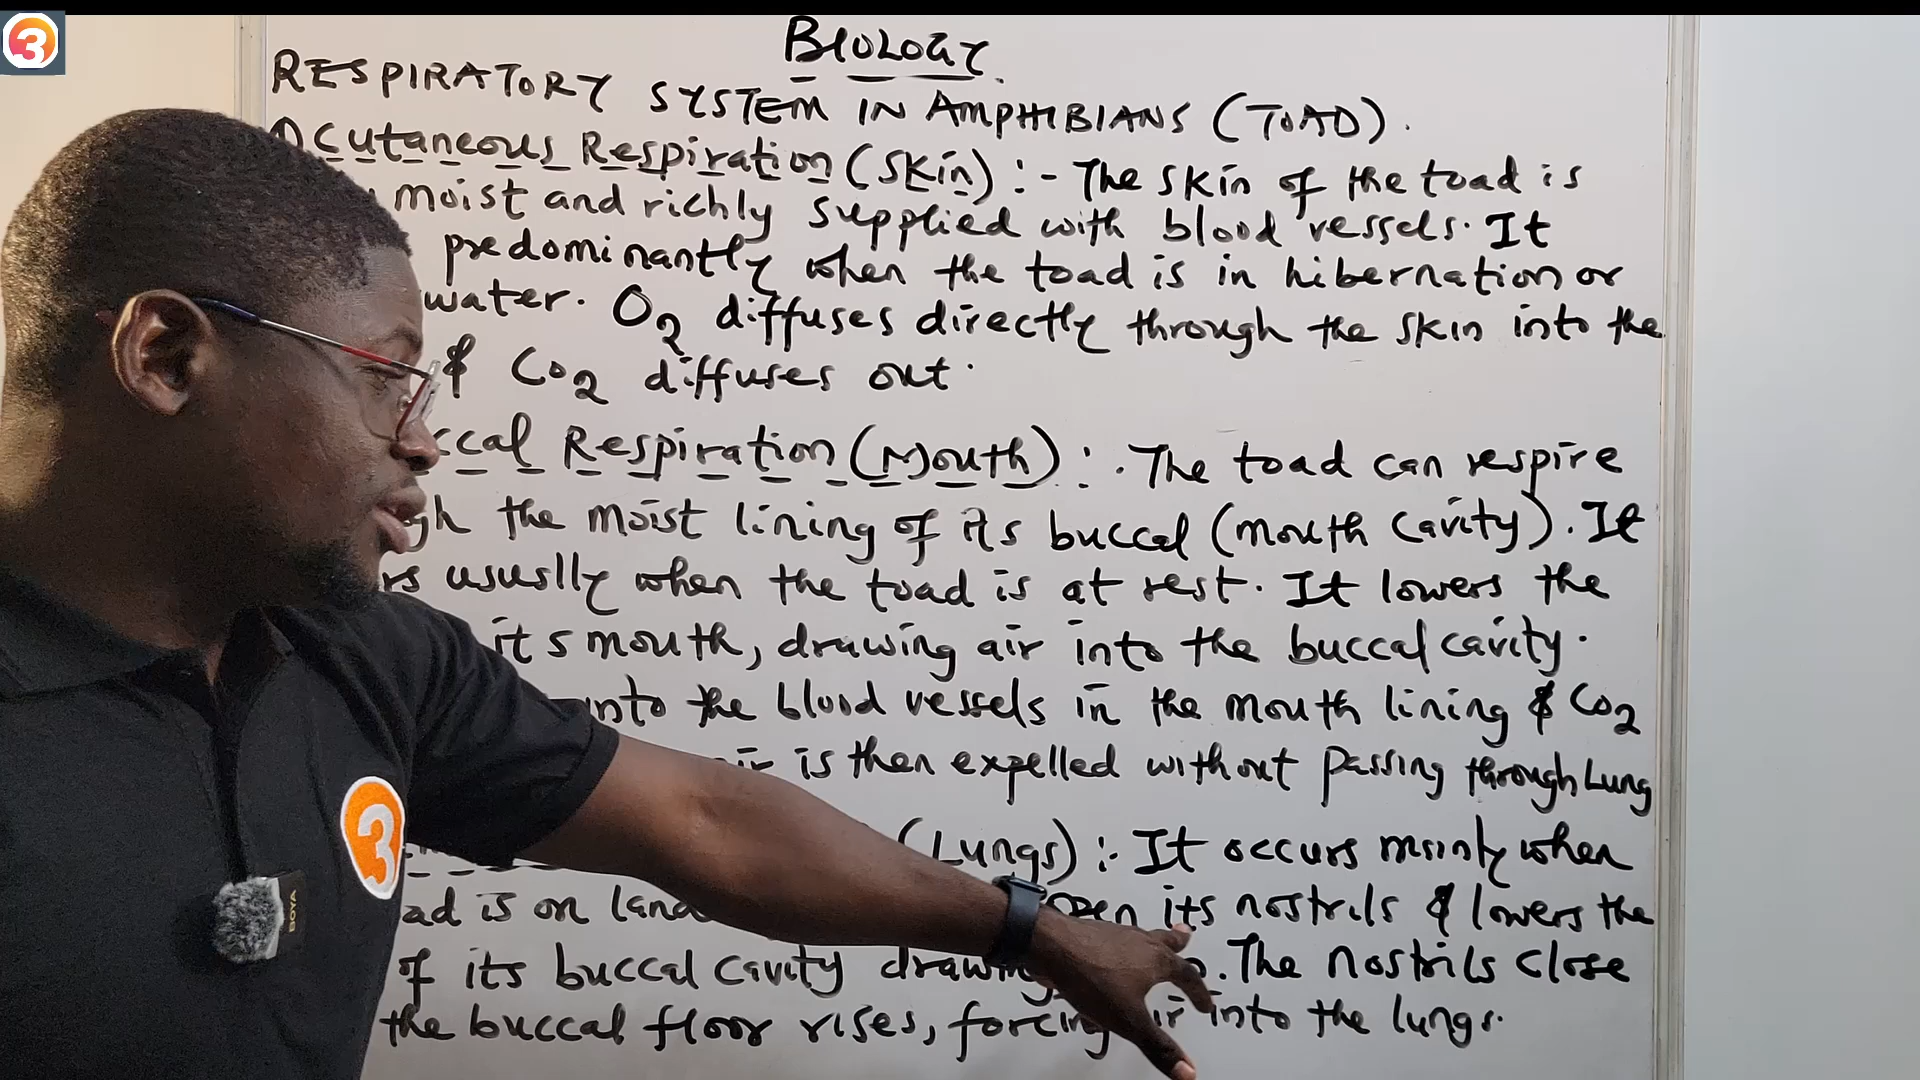 3
BIOLOGY
RESPIRATORY SYSTEM IN AMPHIBIANS (TOAD).
Cutaneous Respiration (Skin) :- The skin of the toad is
moist and richly supplied with blood vessels. It
predominantly when the toad is in hibernation or
water. O2 diffuses directly through the skin into the
& CO2 diffuses out.
Respiration (Mouth) : . The toad can respire
the moist lining of its buccal (mouth cavity). It
ususlly when the toad is at rest. It lowers the
its mouth, drawing air into the buccal cavity.
into the blood vessels in the mouth lining & CO2
is then expelled without passing through Lung
(Lungs) :- It occurs mainly when
is on land its nostrils & lowers the
of its buccal cavity The nostrils close
the buccal floor rises, forcing into the lungs.
3
BOYA